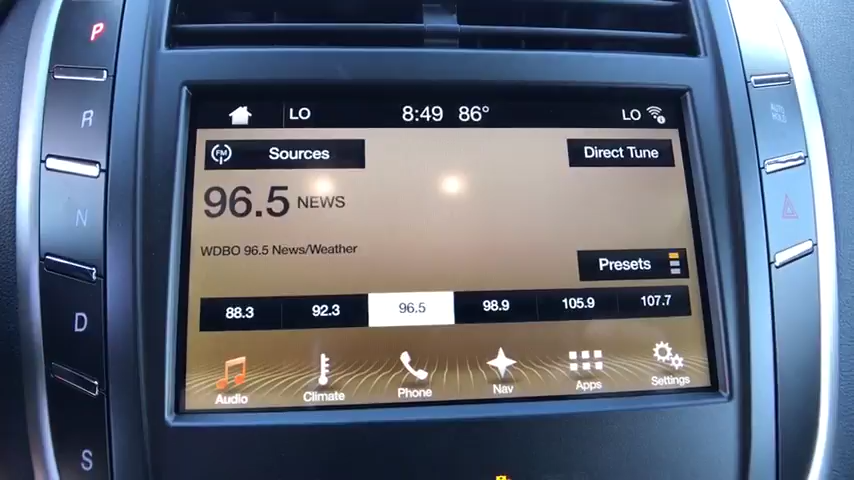 P
R
N
D
S
LO
8:49 86°
LO
FM
Sources
Direct Tune
96.5 NEWS
WDBO 96.5 News/Weather
Presets
88.3
92.3
96.5
98.9
105.9
107.7
Audio
Climate
Phone
Nav
Apps
Settings
AUTO
HOLD